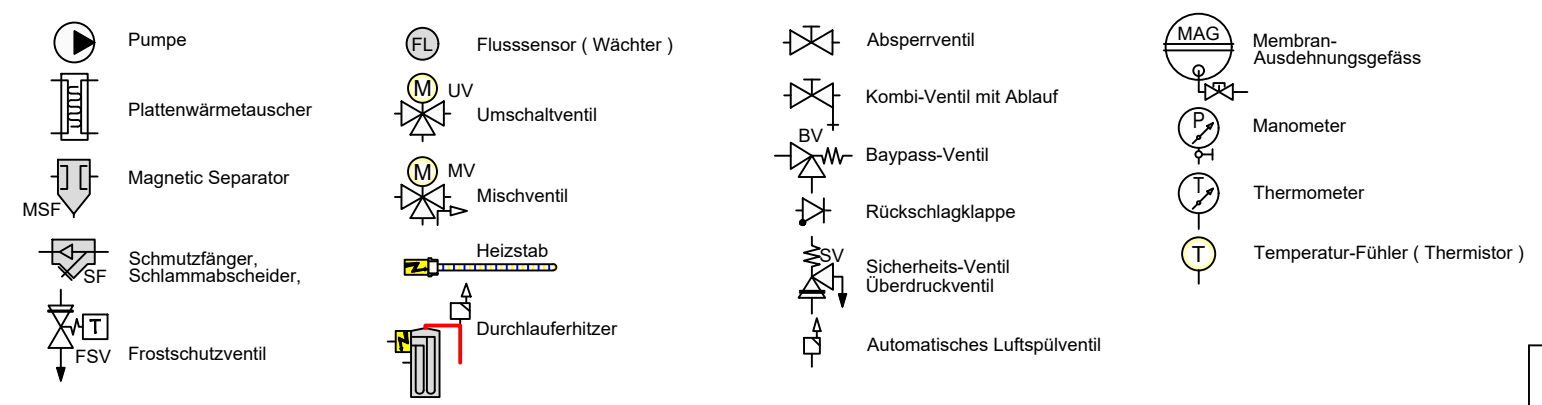 Pumpe
Plattenwärmetauscher
Magnetic Separator
MSF
Schmutzfänger,
Schlammabscheider,
SF
T
FSV
Frostschutzventil
FL
Flusssensor ( Wächter )
M
UV
Umschaltventil
M
MV
Mischventil
Heizstab
Durchlauferhitzer
Absperrventil
Kombi-Ventil mit Ablauf
BV
Baypass-Ventil
Rückschlagklappe
SV
Sicherheits-Ventil
Überdruckventil
Automatisches Luftspülventil
MAG
Membran-
Ausdehnungsgefäss
P
Manometer
T
Thermometer
T
Temperatur-Fühler ( Thermistor )